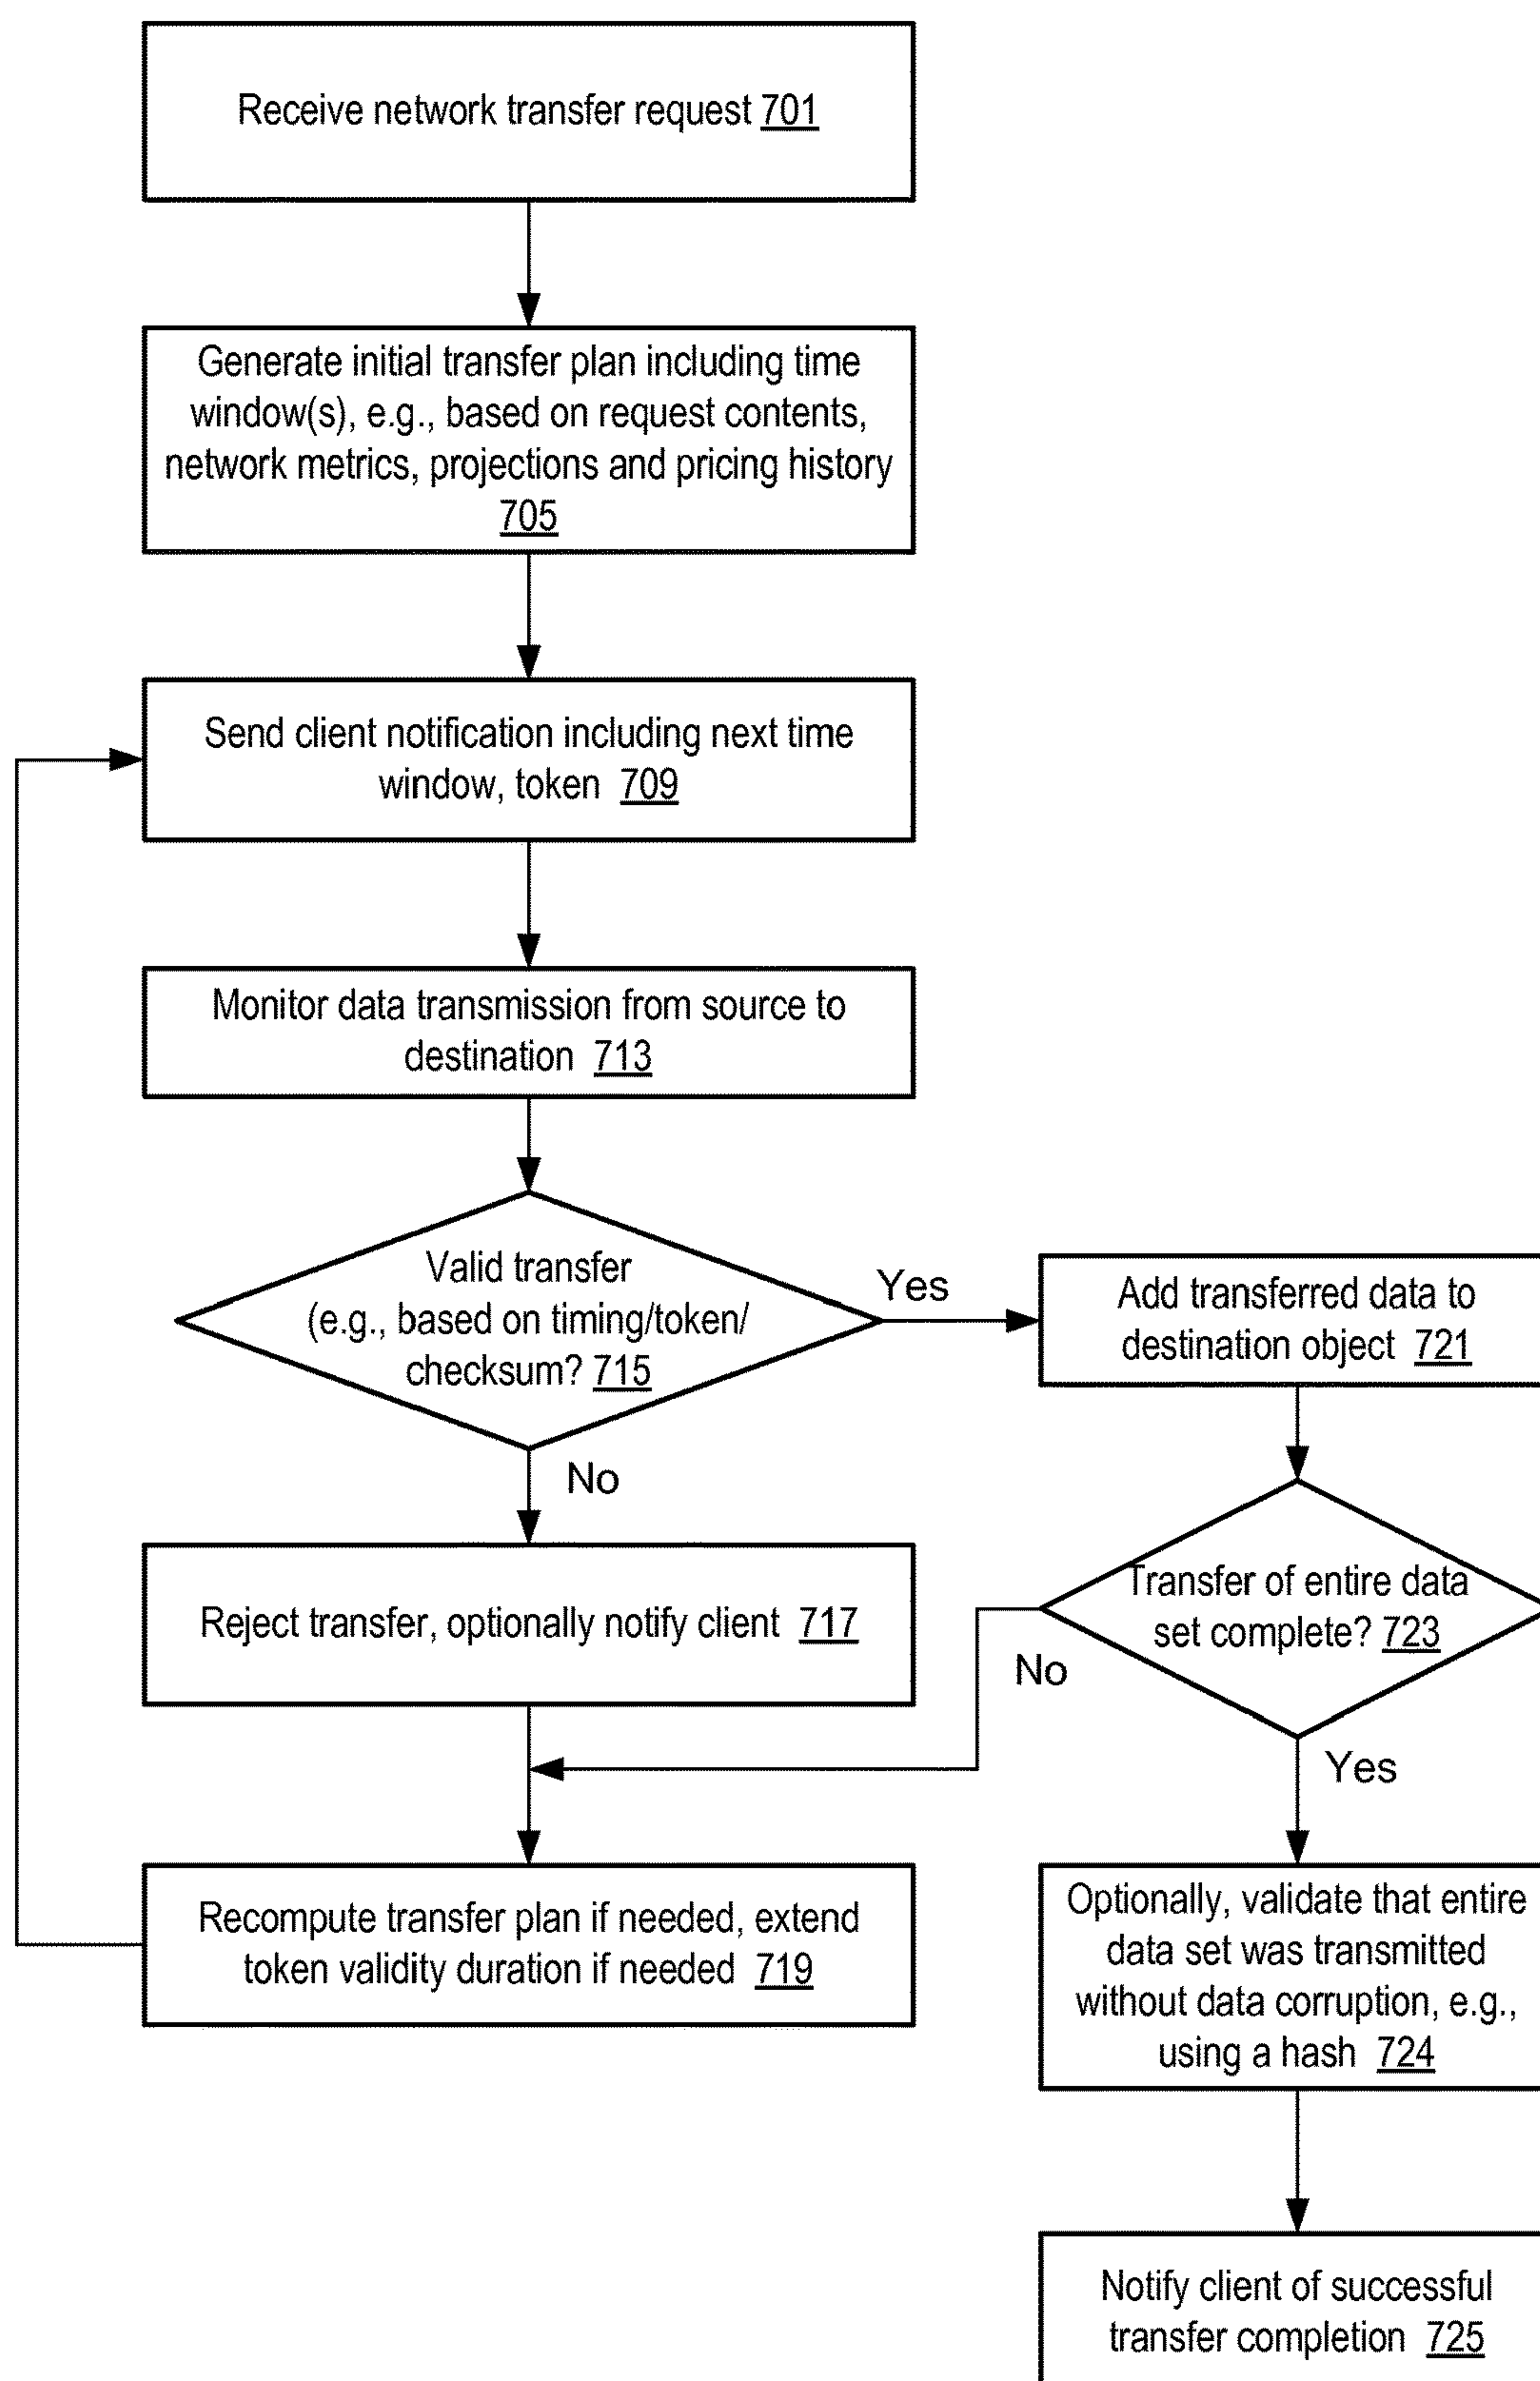 Receive network transfer request 701
Generate initial transfer plan including time
window(s), e.g., based on request contents,
network metrics, projections and pricing history
705
Send client notification including next time
window, token 709
Monitor data transmission from source to
destination 713
Valid transfer
(e.g., based on timing/token/
checksum? 715
Yes
No
Add transferred data to
destination object 721
Reject transfer, optionally notify client 717
Transfer of entire data
set complete? 723
No
Yes
Recompute transfer plan if needed, extend
token validity duration if needed 719
Optionally, validate that entire
data set was transmitted
without data corruption, e.g.,
using a hash 724
Notify client of successful
transfer completion 725